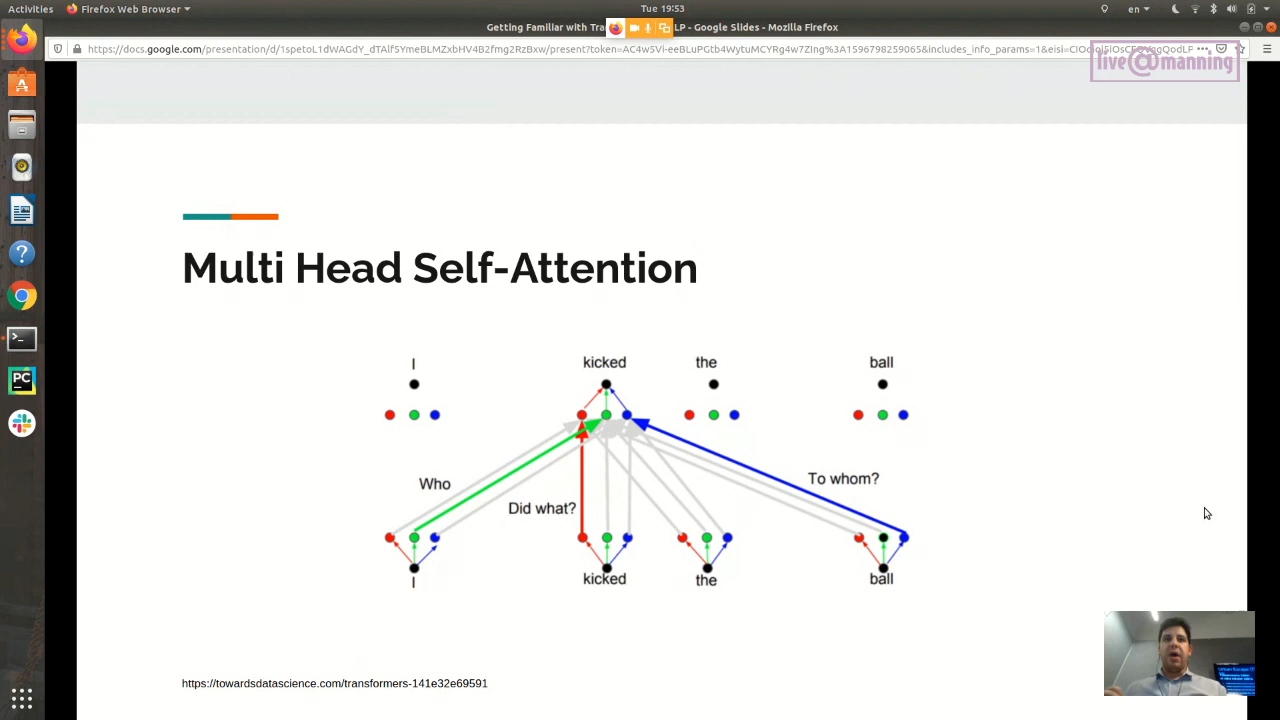 Activities
Firefox Web Browser
Tue 19:53
en
Getting Familiar with Tra
LP - Google Slides - Mozilla Firefox
live@manning
Multi Head Self-Attention
I
kicked
the
ball
Who
Did what?
To whom?
I
kicked
the
ball
https://towardsdatascience.com/transformers-141e32e69591